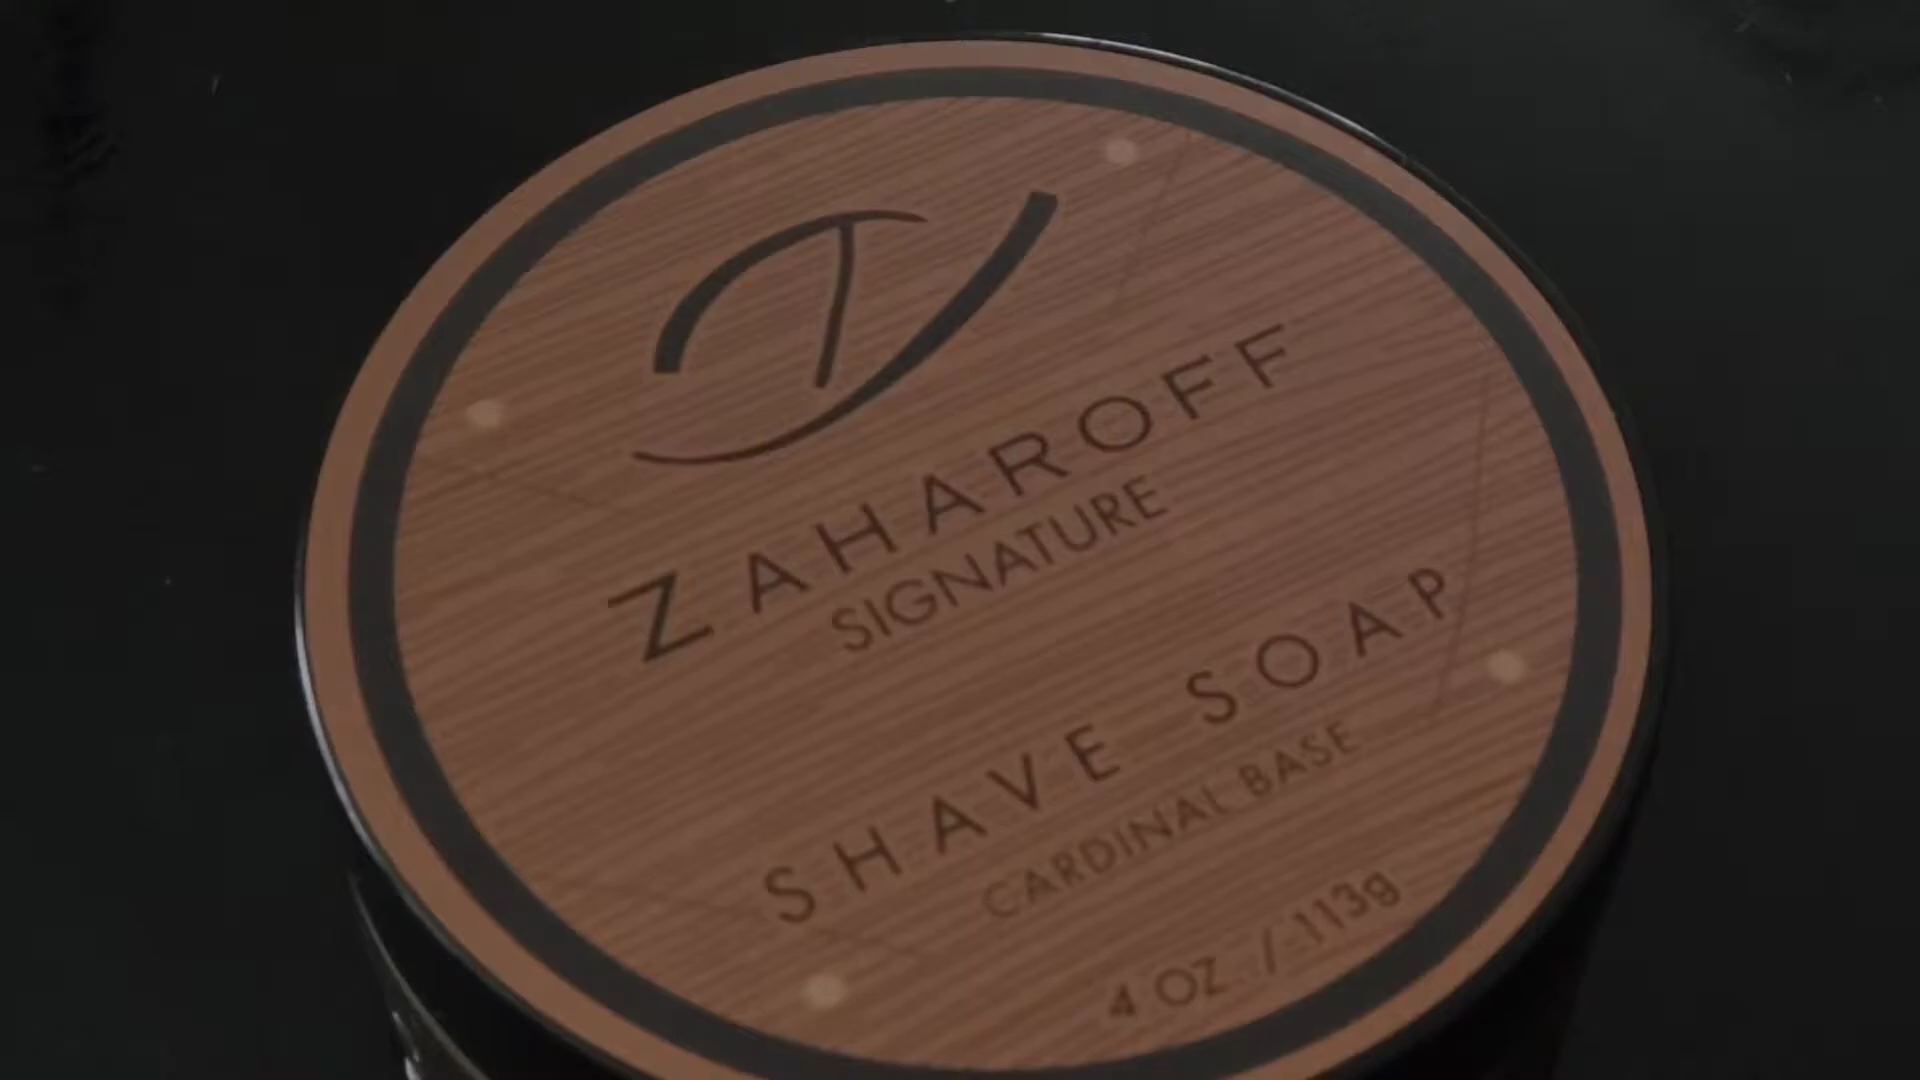 ZAHAROFF
SIGNATURE
SHAVE SOAP
CARDINAL BASE
4 OZ. / 113g